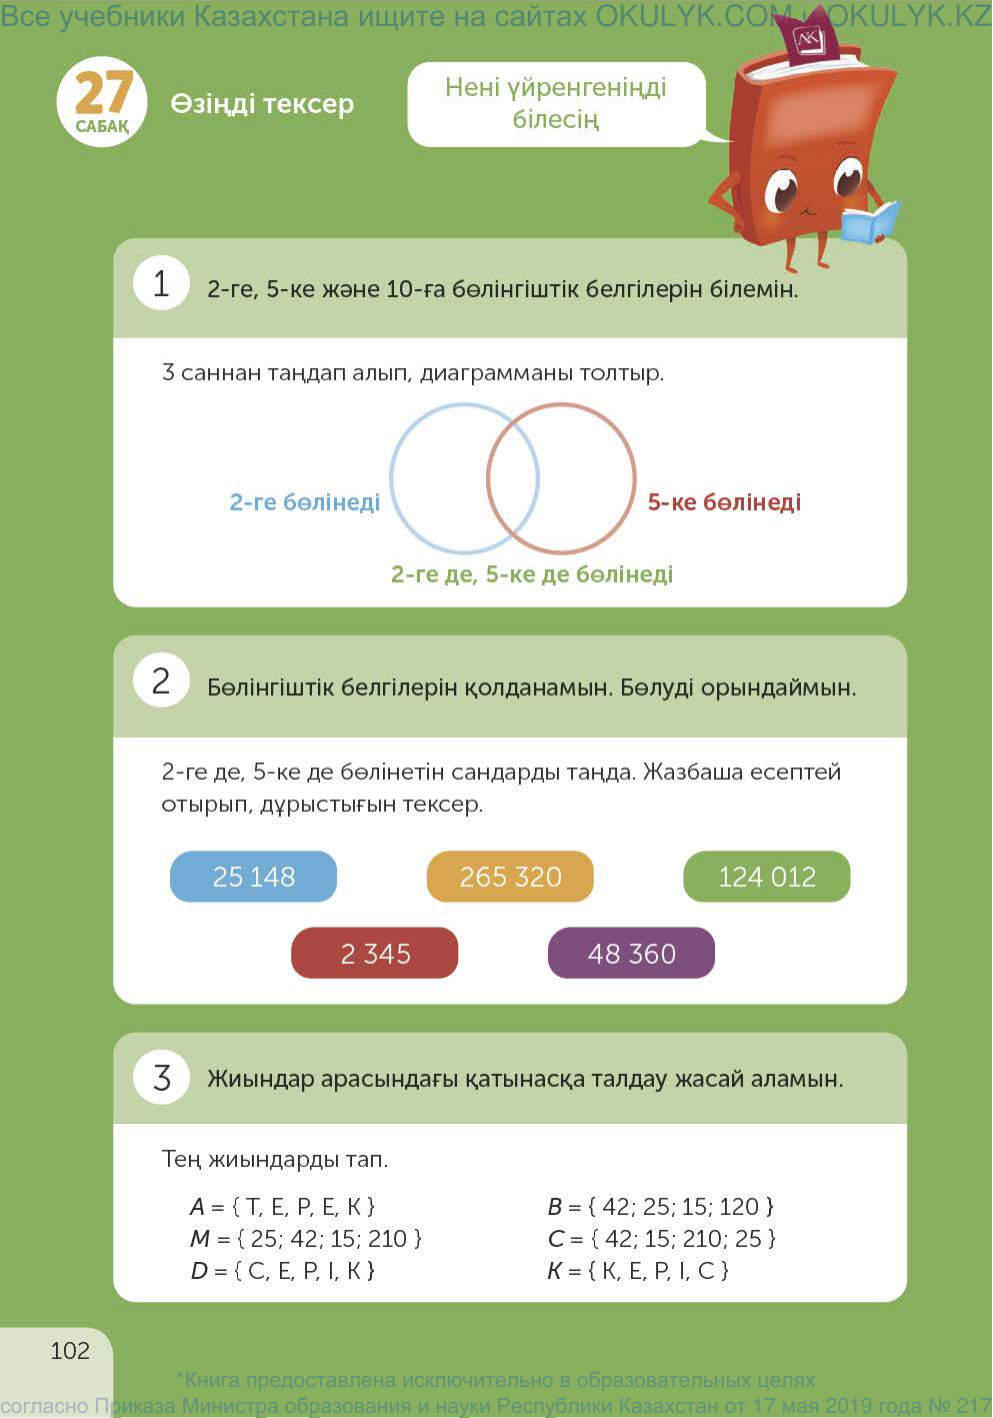 Все учебники Казахстана ищите на сайтах OKULYK.COM и OKULYK.KZ
27
САБАҚ
Өзіңді тексер
Нені үйренгеніңді
білесің
АК
1
2-ге, 5-ке және 10-ға бөлінгіштік белгілерін білемін.
3 саннан таңдап алып, диаграмманы толтыр.
2-ге бөлінеді
5-ке бөлінеді
2-ге де, 5-ке де бөлінеді
2
Бөлінгіштік белгілерін қолданамын. Бөлуді орындаймын.
2-ге де, 5-ке де бөлінетін сандарды таңда. Жазбаша есептей
отырып, дұрыстығын тексер.
25 148
265 320
124 012
2 345
48 360
3
Жиындар арасындағы қатынасқа талдау жасай аламын.
Тең жиындарды тап.
A = { Т, Е, Р, Е, К }
B = { 42; 25; 15; 120 }
M = { 25; 42; 15; 210 }
C = { 42; 15; 210; 25 }
D = { С, Е, Р, І, К }
K = { К, Е, Р, І, С }
102
*Книга предоставлена исключительно в образовательных целях
согласно Приказа Министра образования и науки Республики Казахстан от 17 мая 2019 года № 217